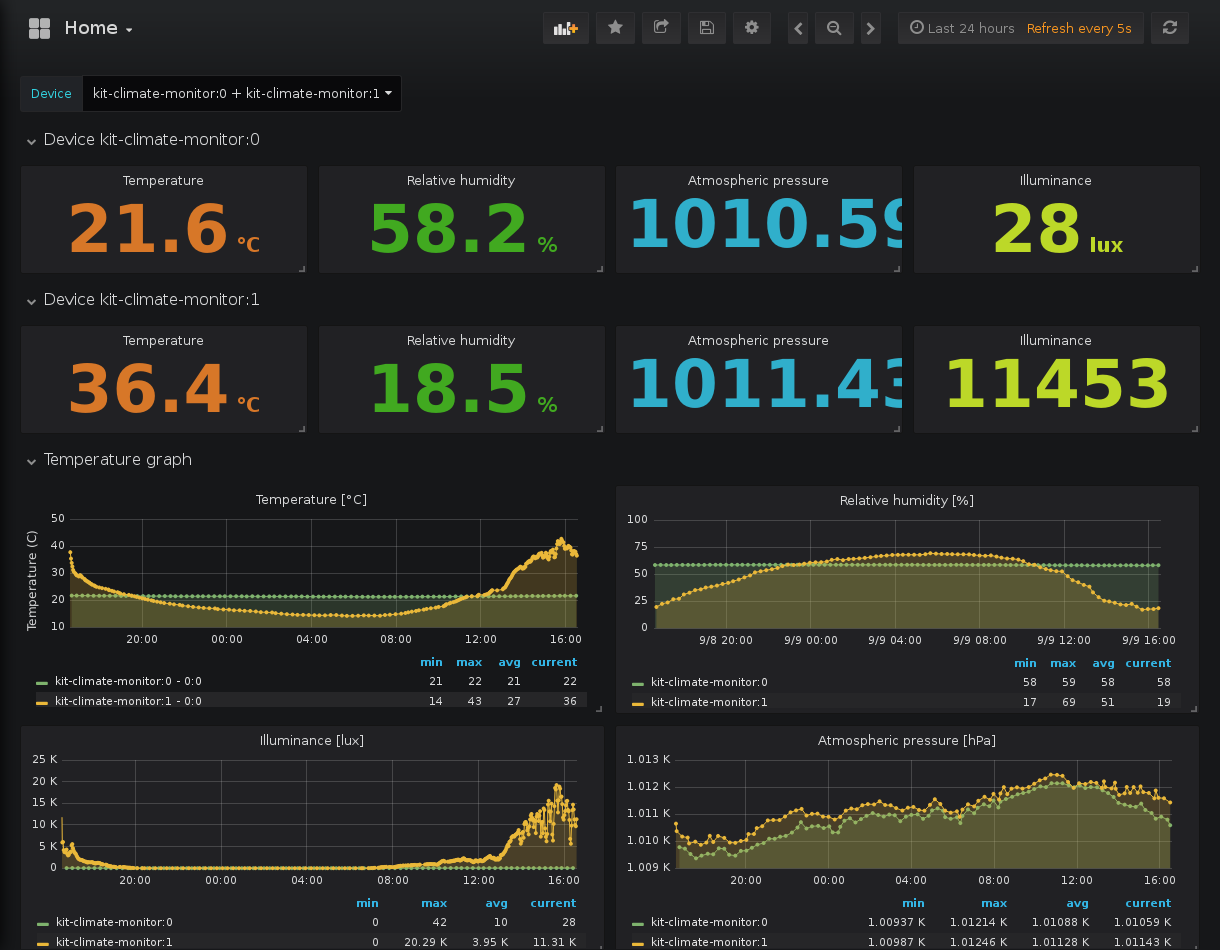 Home
Last 24 hours Refresh every 5s
Device kit-climate-monitor:0 + kit-climate-monitor:1
Device kit-climate-monitor:0
Temperature Relative humidity Atmospheric pressure Illuminance
21.6 °C 58.2 % 1010.59 28 lux
Device kit-climate-monitor:1
Temperature Relative humidity Atmospheric pressure Illuminance
36.4 °C 18.5 % 1011.43 11453
Temperature graph
Temperature [°C]
Temperature (C)
50
40
30
20
10
20:00 00:00 04:00 08:00 12:00 16:00
min max avg current
kit-climate-monitor:0 - 0:0 21 22 21 22
kit-climate-monitor:1 - 0:0 14 43 27 36
Relative humidity [%]
100
75
50
25
0
9/8 20:00 9/9 00:00 9/9 04:00 9/9 08:00 9/9 12:00 9/9 16:00
min max avg current
kit-climate-monitor:0 58 59 58 58
kit-climate-monitor:1 17 69 51 19
Illuminance [lux]
25 K
20 K
15 K
10 K
5 K
0
20:00 00:00 04:00 08:00 12:00 16:00
min max avg current
kit-climate-monitor:0 0 42 10 28
kit-climate-monitor:1 0 20.29 K 3.95 K 11.31 K
Atmospheric pressure [hPa]
1.013 K
1.012 K
1.011 K
1.010 K
1.009 K
20:00 00:00 04:00 08:00 12:00 16:00
min max avg current
kit-climate-monitor:0 1.00937 K 1.01214 K 1.01088 K 1.01059 K
kit-climate-monitor:1 1.00987 K 1.01246 K 1.01128 K 1.01143 K